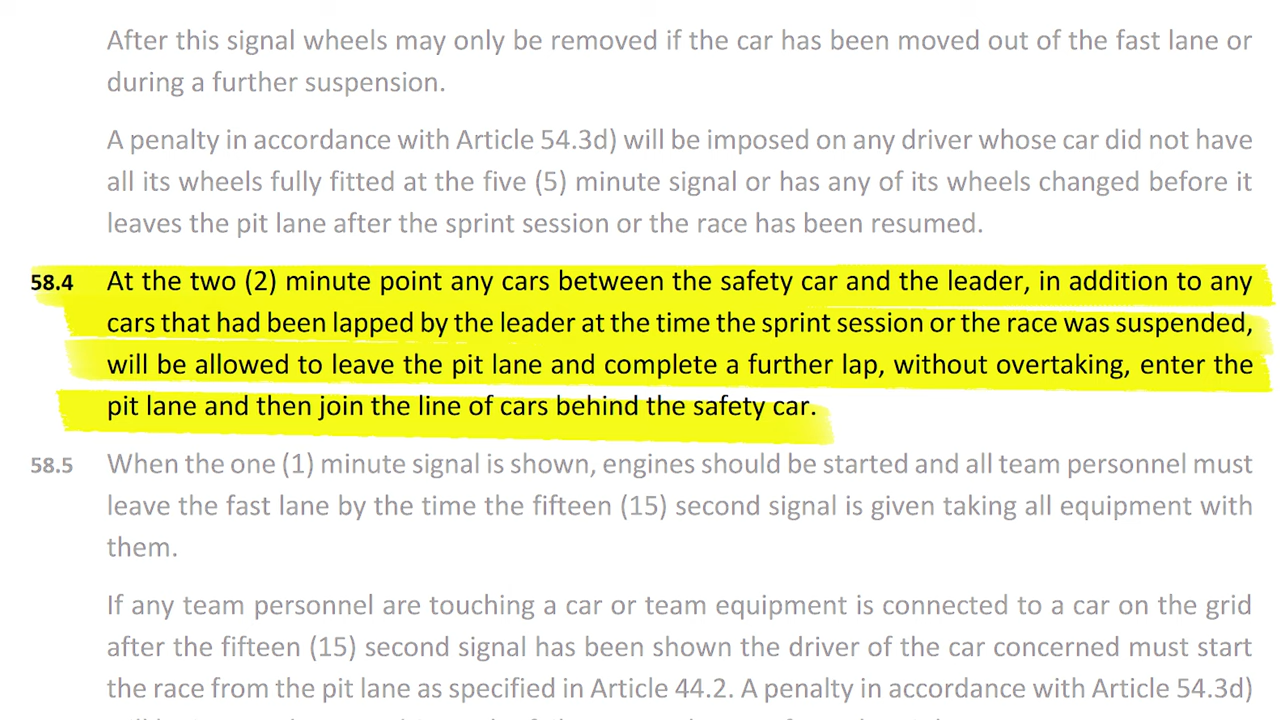 After this signal wheels may only be removed if the car has been moved out of the fast lane or
during a further suspension.
A penalty in accordance with Article 54.3d) will be imposed on any driver whose car did not have
all its wheels fully fitted at the five (5) minute signal or has any of its wheels changed before it
leaves the pit lane after the sprint session or the race has been resumed.
58.4 At the two (2) minute point any cars between the safety car and the leader, in addition to any
cars that had been lapped by the leader at the time the sprint session or the race was suspended,
will be allowed to leave the pit lane and complete a further lap, without overtaking, enter the
pit lane and then join the line of cars behind the safety car.
58.5 When the one (1) minute signal is shown, engines should be started and all team personnel must
leave the fast lane by the time the fifteen (15) second signal is given taking all equipment with
them.
If any team personnel are touching a car or team equipment is connected to a car on the grid
after the fifteen (15) second signal has been shown the driver of the car concerned must start
the race from the pit lane as specified in Article 44.2. A penalty in accordance with Article 54.3d)